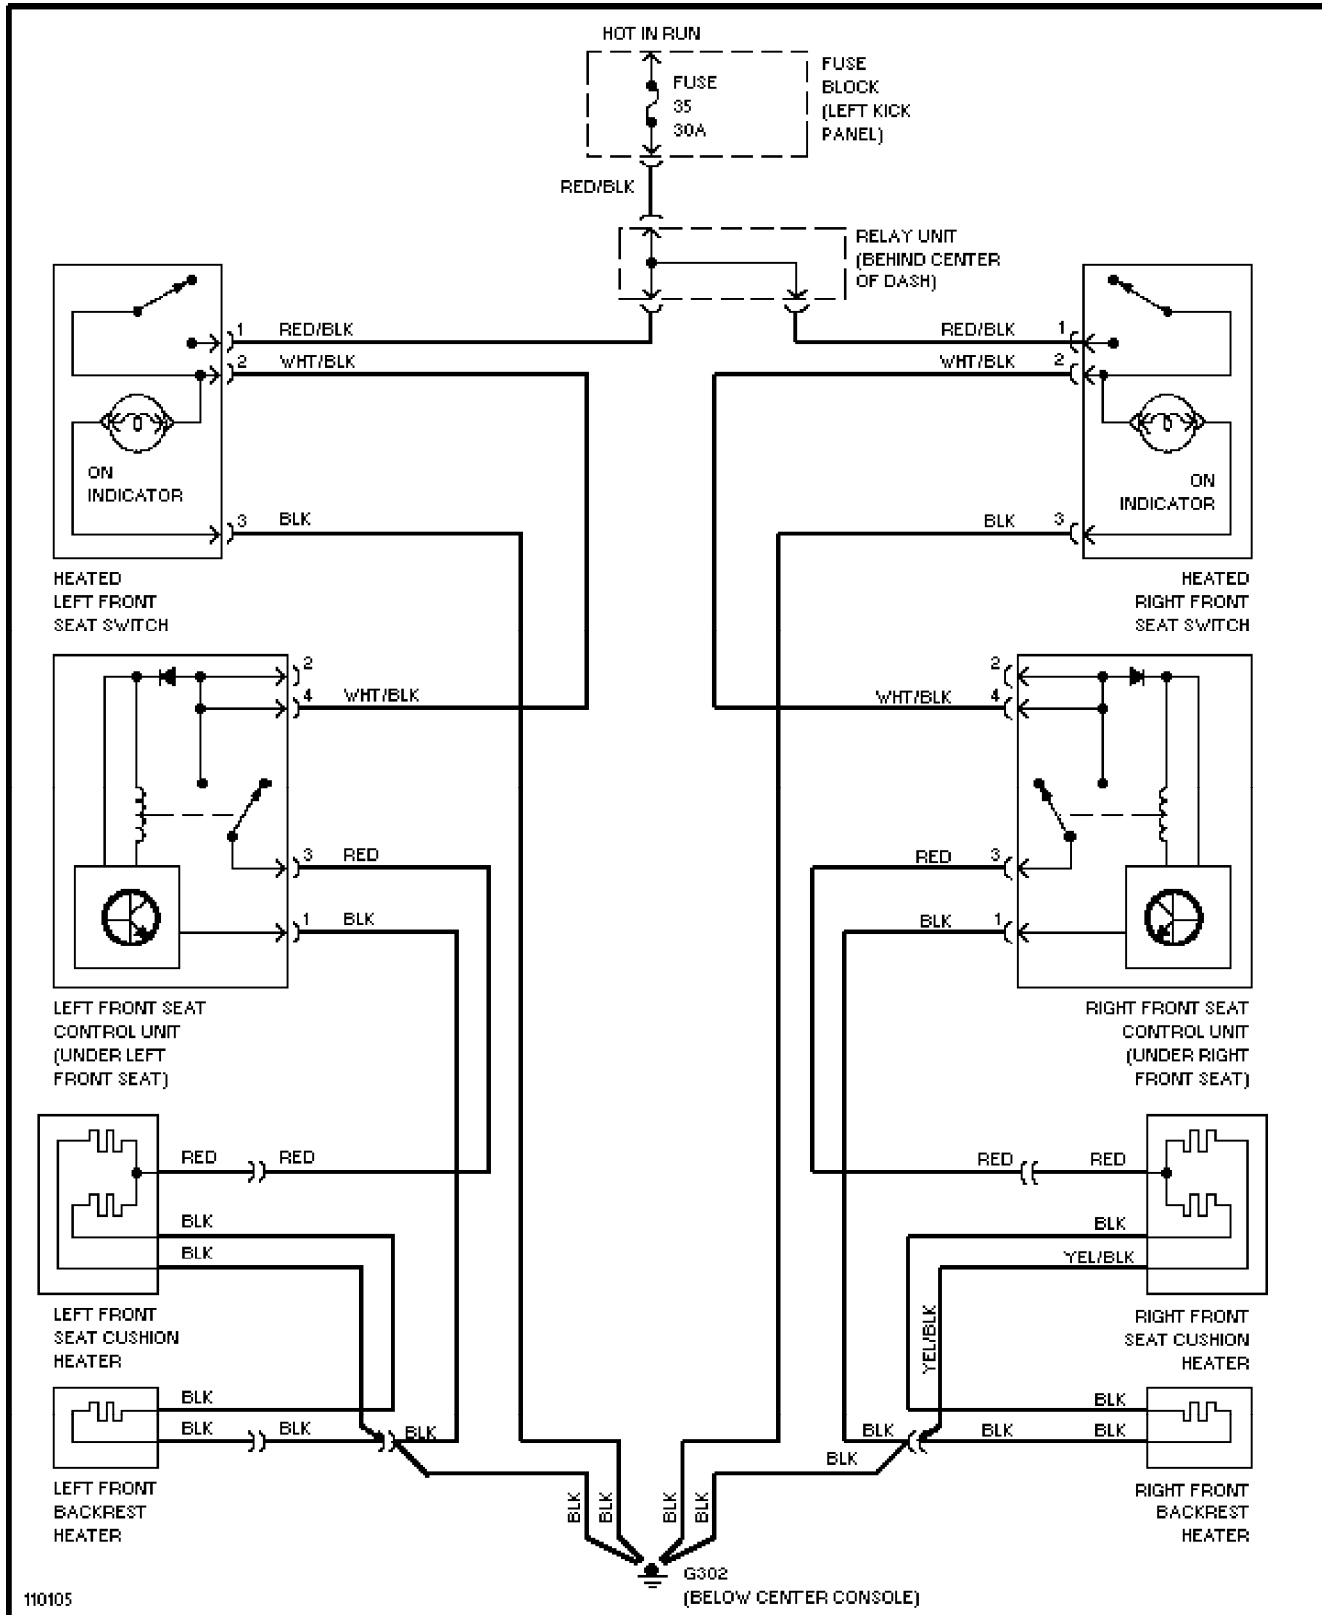 HOT IN RUN
FUSE
35
30A
FUSE
BLOCK
(LEFT KICK
PANEL)
RED/BLK
RELAY UNIT
(BEHIND CENTER
OF DASH)
1 RED/BLK
2 WHT/BLK
ON
INDICATOR
3 BLK
HEATED
LEFT FRONT
SEAT SWITCH
RED/BLK 1
WHT/BLK 2
ON
INDICATOR
BLK 3
HEATED
RIGHT FRONT
SEAT SWITCH
2
4 WHT/BLK
3 RED
1 BLK
LEFT FRONT SEAT
CONTROL UNIT
(UNDER LEFT
FRONT SEAT)
2
WHT/BLK 4
RED 3
BLK 1
RIGHT FRONT SEAT
CONTROL UNIT
(UNDER RIGHT
FRONT SEAT)
RED RED
BLK
BLK
LEFT FRONT
SEAT CUSHION
HEATER
RED RED
BLK
YEL/BLK
YEL/BLK
RIGHT FRONT
SEAT CUSHION
HEATER
BLK
BLK BLK BLK
LEFT FRONT
BACKREST
HEATER
BLK
BLK BLK BLK
BLK
RIGHT FRONT
BACKREST
HEATER
BLK BLK BLK BLK
G302
(BELOW CENTER CONSOLE)
110105